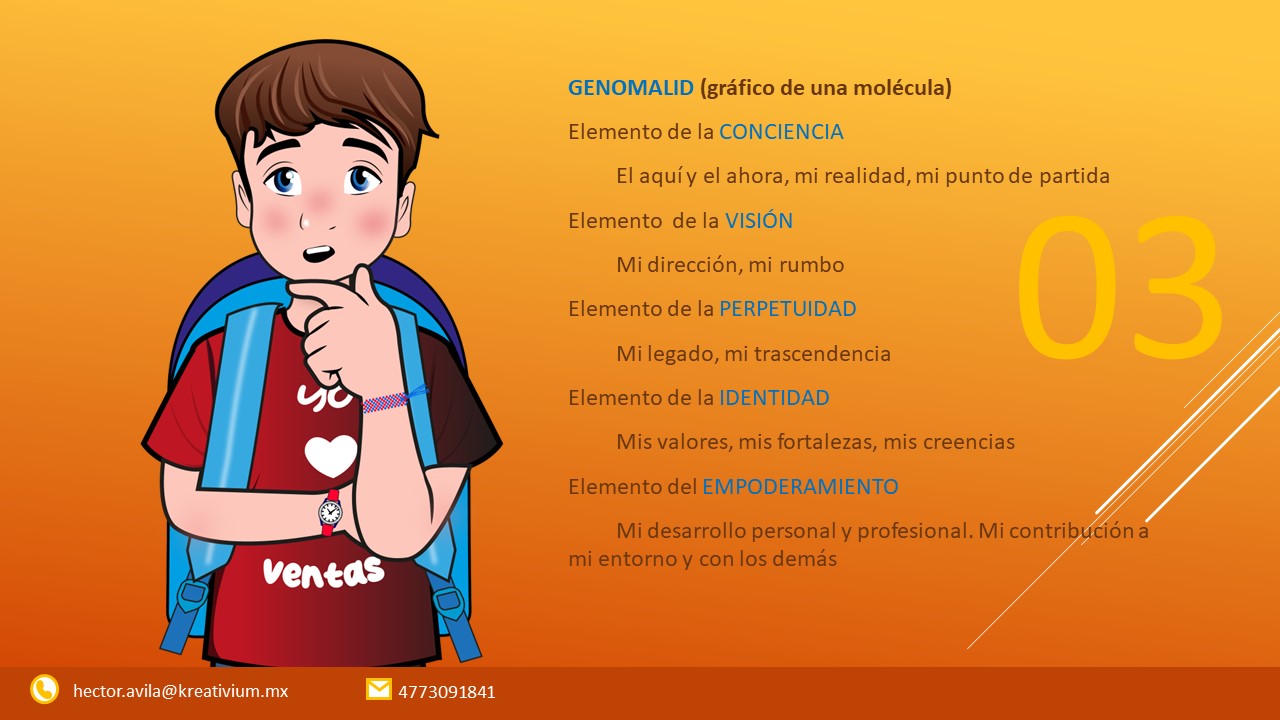 GENOMALID (gráfico de una molécula)
Elemento de la CONCIENCIA
El aquí y el ahora, mi realidad, mi punto de partida
Elemento de la VISIÓN
Mi dirección, mi rumbo
Elemento de la PERPETUIDAD
Mi legado, mi trascendencia
Elemento de la IDENTIDAD
Mis valores, mis fortalezas, mis creencias
Elemento del EMPODERAMIENTO
Mi desarrollo personal y profesional. Mi contribución a
mi entorno y con los demás
03
yo
ventas
hector.avila@kreativium.mx
4773091841